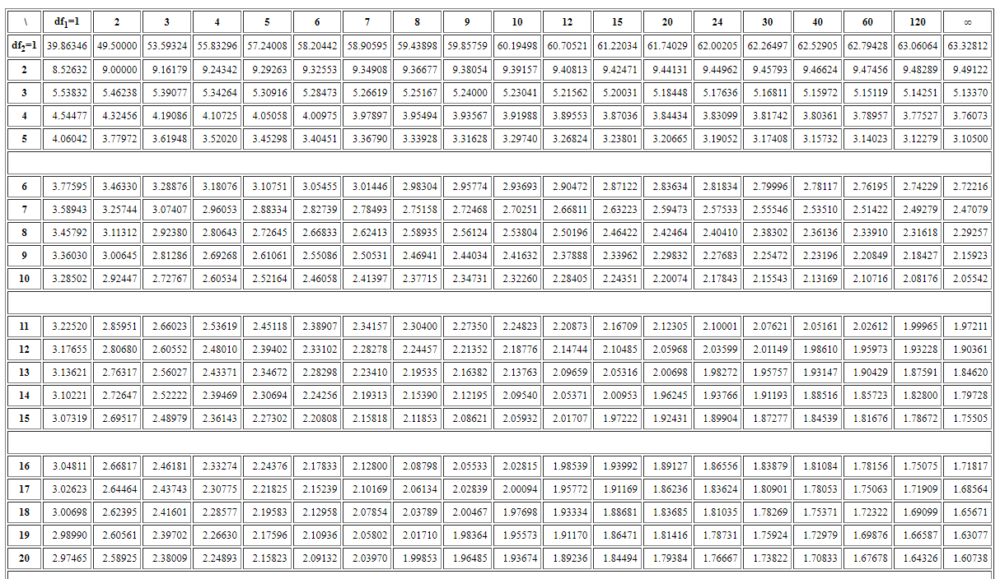 \ df1=1 2 3 4 5 6 7 8 9 10 12 15 20 24 30 40 60 120 ∞
df2=1 39.86346 49.50000 53.59324 55.83296 57.24008 58.20442 58.90595 59.43898 59.85759 60.19498 60.70521 61.22034 61.74029 62.00205 62.26497 62.52905 62.79428 63.06064 63.32812
2 8.52632 9.00000 9.16179 9.24342 9.29263 9.32553 9.34908 9.36677 9.38054 9.39157 9.40813 9.42471 9.44131 9.44962 9.45793 9.46624 9.47456 9.48289 9.49122
3 5.53832 5.46238 5.39077 5.34264 5.30916 5.28473 5.26619 5.25167 5.24000 5.23041 5.21562 5.20031 5.18448 5.17636 5.16811 5.15972 5.15119 5.14251 5.13370
4 4.54477 4.32456 4.19086 4.10725 4.05058 4.00975 3.97897 3.95494 3.93567 3.91988 3.89553 3.87036 3.84434 3.83099 3.81742 3.80361 3.78957 3.77527 3.76073
5 4.06042 3.77972 3.61948 3.52020 3.45298 3.40451 3.36790 3.33928 3.31628 3.29740 3.26824 3.23801 3.20665 3.19052 3.17408 3.15732 3.14023 3.12279 3.10500
6 3.77595 3.46330 3.28876 3.18076 3.10751 3.05455 3.01446 2.98304 2.95774 2.93693 2.90472 2.87122 2.83634 2.81834 2.79996 2.78117 2.76195 2.74229 2.72216
7 3.58943 3.25744 3.07407 2.96053 2.88334 2.82739 2.78493 2.75158 2.72468 2.70251 2.66811 2.63223 2.59473 2.57533 2.55546 2.53510 2.51422 2.49279 2.47079
8 3.45792 3.11312 2.92380 2.80643 2.72645 2.66833 2.62413 2.58935 2.56124 2.53804 2.50196 2.46422 2.42464 2.40410 2.38302 2.36136 2.33910 2.31618 2.29257
9 3.36030 3.00645 2.81286 2.69268 2.61061 2.55086 2.50531 2.46941 2.44034 2.41632 2.37888 2.33962 2.29832 2.27683 2.25472 2.23196 2.20849 2.18427 2.15923
10 3.28502 2.92447 2.72767 2.60534 2.52164 2.46058 2.41397 2.37715 2.34731 2.32260 2.28405 2.24351 2.20074 2.17843 2.15543 2.13169 2.10716 2.08176 2.05542
11 3.22520 2.85951 2.66023 2.53619 2.45118 2.38907 2.34157 2.30400 2.27350 2.24823 2.20873 2.16709 2.12305 2.10001 2.07621 2.05161 2.02612 1.99965 1.97211
12 3.17655 2.80680 2.60552 2.48010 2.39402 2.33102 2.28278 2.24457 2.21352 2.18776 2.14744 2.10485 2.05968 2.03599 2.01149 1.98610 1.95973 1.93228 1.90361
13 3.13621 2.76317 2.56027 2.43371 2.34672 2.28298 2.23410 2.19535 2.16382 2.13763 2.09659 2.05316 2.00698 1.98272 1.95757 1.93147 1.90429 1.87591 1.84620
14 3.10221 2.72647 2.52222 2.39469 2.30694 2.24256 2.19313 2.15390 2.12195 2.09540 2.05371 2.00953 1.96245 1.93766 1.91193 1.88516 1.85723 1.82800 1.79728
15 3.07319 2.69517 2.48979 2.36143 2.27302 2.20808 2.15818 2.11853 2.08621 2.05932 2.01707 1.97222 1.92431 1.89904 1.87277 1.84539 1.81676 1.78672 1.75505
16 3.04811 2.66817 2.46181 2.33274 2.24376 2.17833 2.12800 2.08798 2.05533 2.02815 1.98539 1.93992 1.89127 1.86556 1.83879 1.81084 1.78156 1.75075 1.71817
17 3.02623 2.64464 2.43743 2.30775 2.21825 2.15239 2.10169 2.06134 2.02839 2.00094 1.95772 1.91169 1.86236 1.83624 1.80901 1.78053 1.75063 1.71909 1.68564
18 3.00698 2.62395 2.41601 2.28577 2.19583 2.12958 2.07854 2.03789 2.00467 1.97698 1.93334 1.88681 1.83685 1.81035 1.78269 1.75371 1.72322 1.69099 1.65671
19 2.98990 2.60561 2.39702 2.26630 2.17596 2.10936 2.05802 2.01710 1.98364 1.95573 1.91170 1.86471 1.81416 1.78731 1.75924 1.72979 1.69876 1.66587 1.63077
20 2.97465 2.58925 2.38009 2.24893 2.15823 2.09132 2.03970 1.99853 1.96485 1.93674 1.89236 1.84494 1.79384 1.76667 1.73822 1.70833 1.67678 1.64326 1.60738